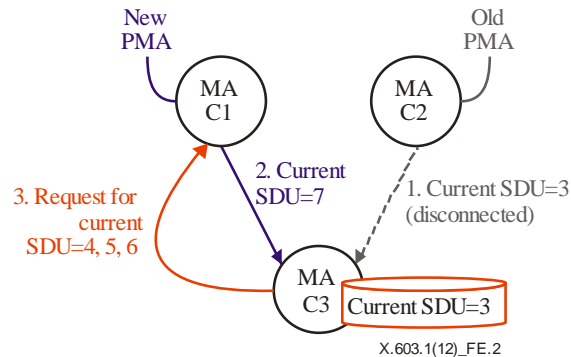 New
PMA
Old
PMA
MA
C1
MA
C2
2. Current
SDU=7
1. Current SDU=3
(disconnected)
3. Request for
current
SDU=4, 5, 6
MA
C3
Current SDU=3
X.603.1(12)_FE.2